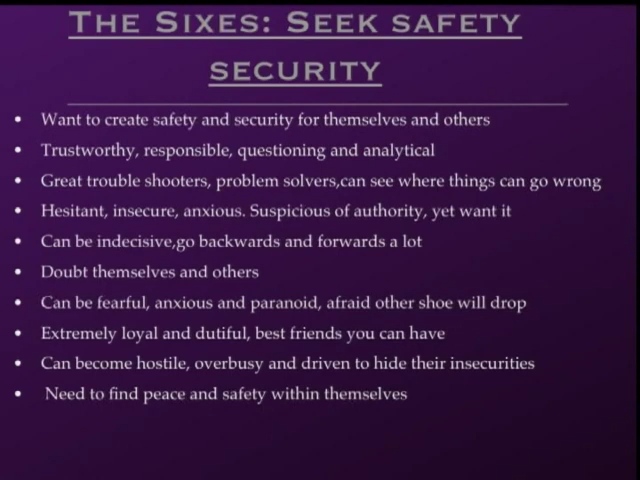 THE SIXES: SEEK SAFETY
SECURITY
• Want to create safety and security for themselves and others
• Trustworthy, responsible, questioning and analytical
• Great trouble shooters, problem solvers,can see where things can go wrong
• Hesitant, insecure, anxious. Suspicious of authority, yet want it
• Can be indecisive,go backwards and forwards a lot
• Doubt themselves and others
• Can be fearful, anxious and paranoid, afraid other shoe will drop
• Extremely loyal and dutiful, best friends you can have
• Can become hostile, overbusy and driven to hide their insecurities
• Need to find peace and safety within themselves